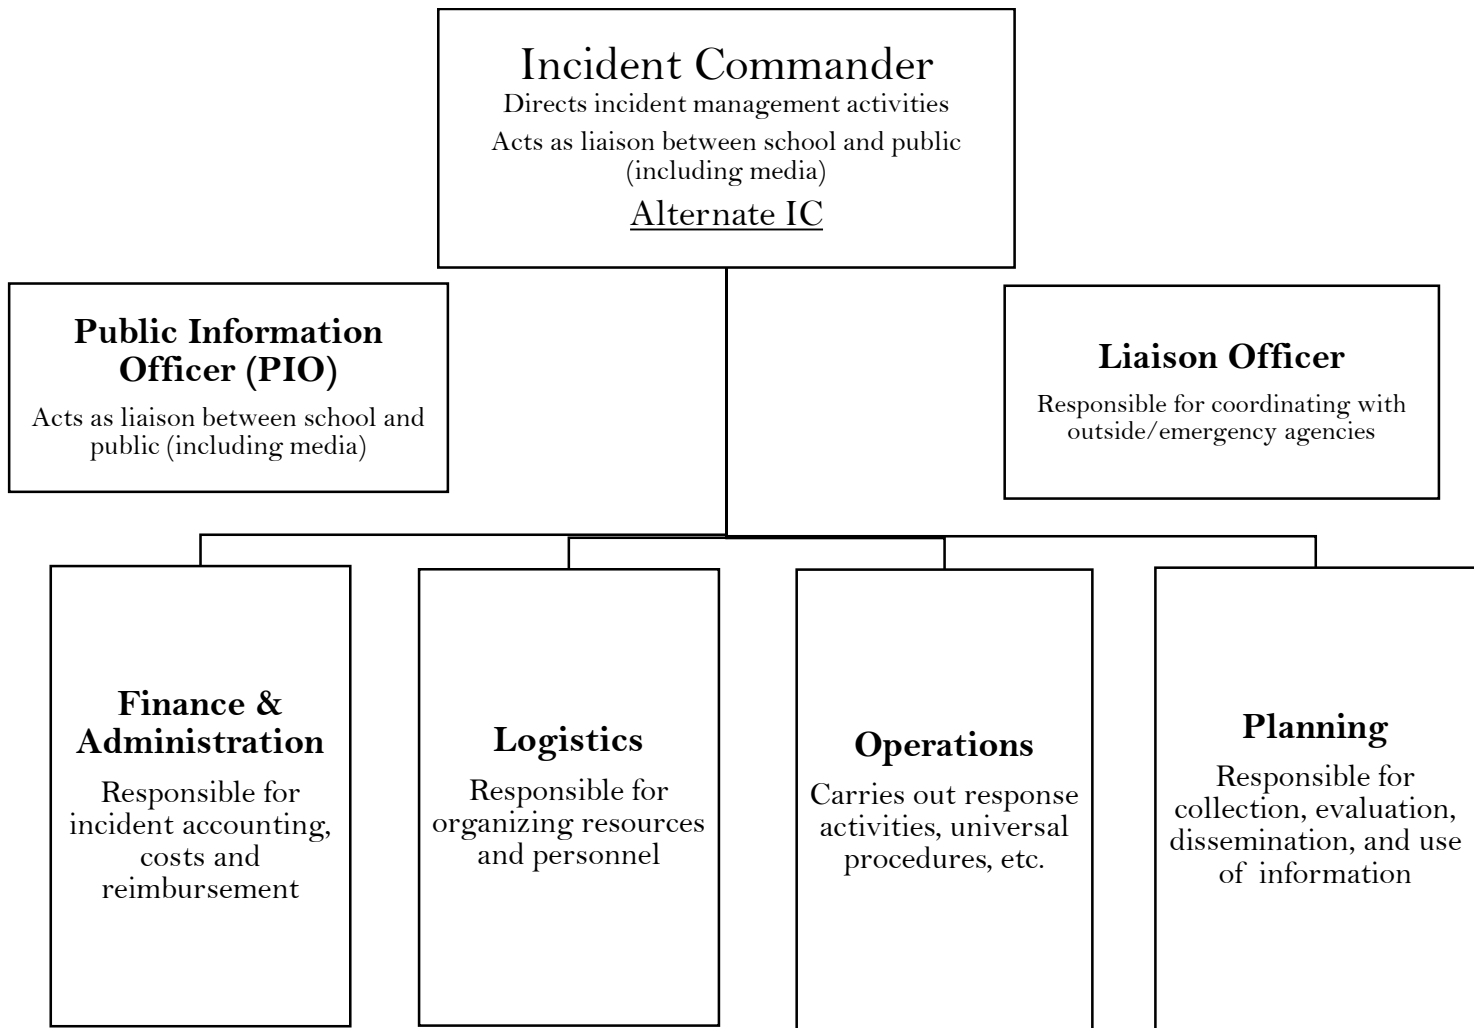 Incident Commander
Directs incident management activities
Acts as liaison between school and public
(including media)
Alternate IC
Public Information
Officer (PIO)
Acts as liaison between school and
public (including media)
Liaison Officer
Responsible for coordinating with
outside/emergency agencies
Finance &
Administration
Responsible for
incident accounting,
costs and
reimbursement
Logistics
Responsible for
organizing resources
and personnel
Operations
Carries out response
activities, universal
procedures, etc.
Planning
Responsible for
collection, evaluation,
dissemination, and use
of information